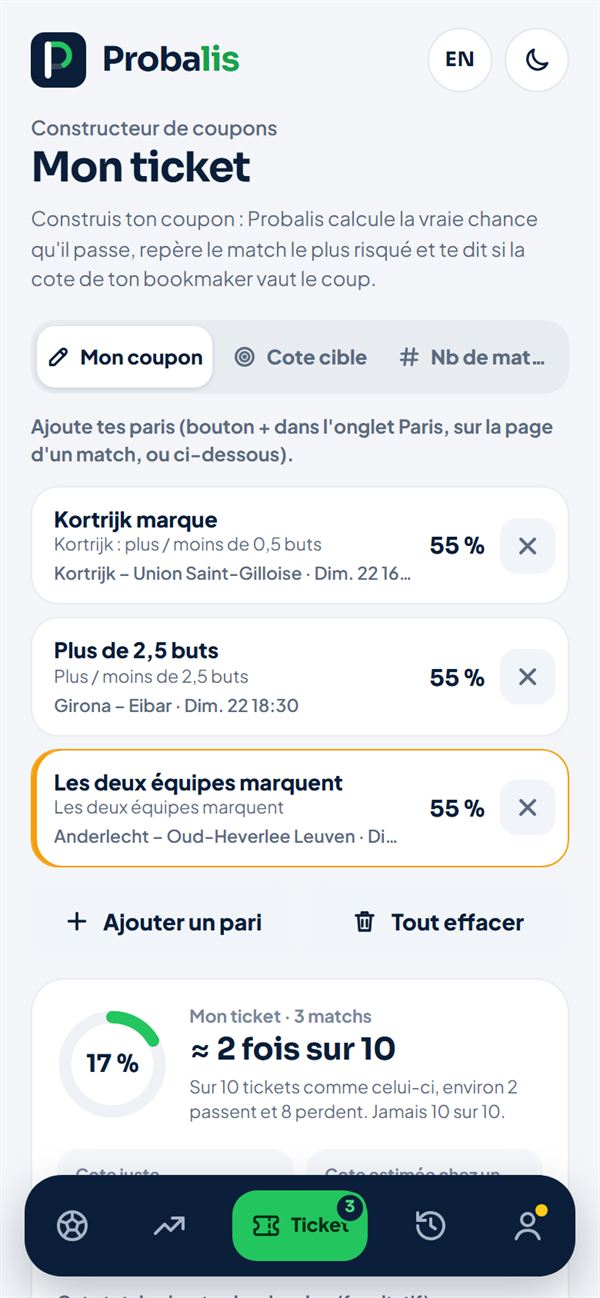 Probalis
EN
Constructeur de coupons
Mon ticket
Construis ton coupon : Probalis calcule la vraie chance
qu'il passe, repère le match le plus risqué et te dit si la
cote de ton bookmaker vaut le coup.
Mon coupon
Cote cible
Nb de mat…
Ajoute tes paris (bouton + dans l'onglet Paris, sur la page
d'un match, ou ci-dessous).
Kortrijk marque
Kortrijk : plus / moins de 0,5 buts
Kortrijk – Union Saint-Gilloise · Dim. 22 16…
55 %
Plus de 2,5 buts
Plus / moins de 2,5 buts
Girona – Eibar · Dim. 22 18:30
55 %
Les deux équipes marquent
Les deux équipes marquent
Anderlecht – Oud-Heverlee Leuven · Di…
55 %
Ajouter un pari
Tout effacer
17 %
Mon ticket · 3 matchs
≈ 2 fois sur 10
Sur 10 tickets comme celui-ci, environ 2
passent et 8 perdent. Jamais 10 sur 10.
Cote juste
Cote estimée chez un
Ticket
3